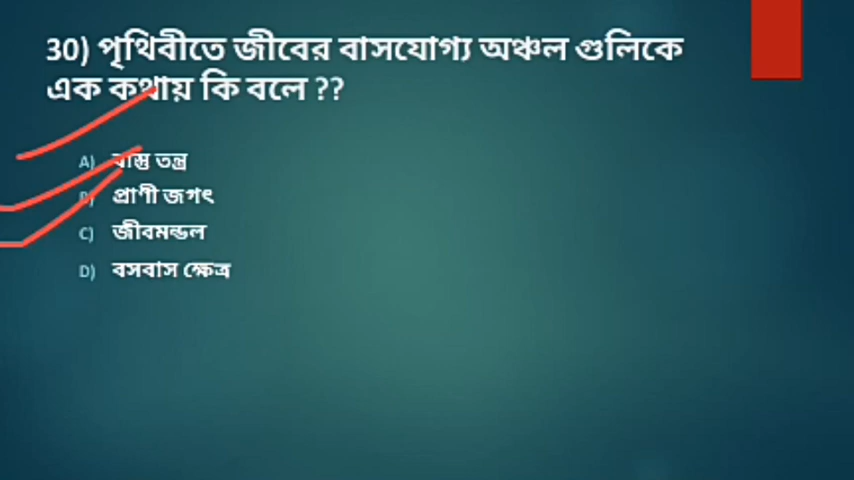 30) পৃথিবীতে জীবের বাসযোগ্য অঞ্চল গুলিকে
এক কথায় কি বলে ??
A) বাস্তু তন্ত্র
B) প্রাণী জগৎ
C) জীবমন্ডল
D) বসবাস ক্ষেত্র